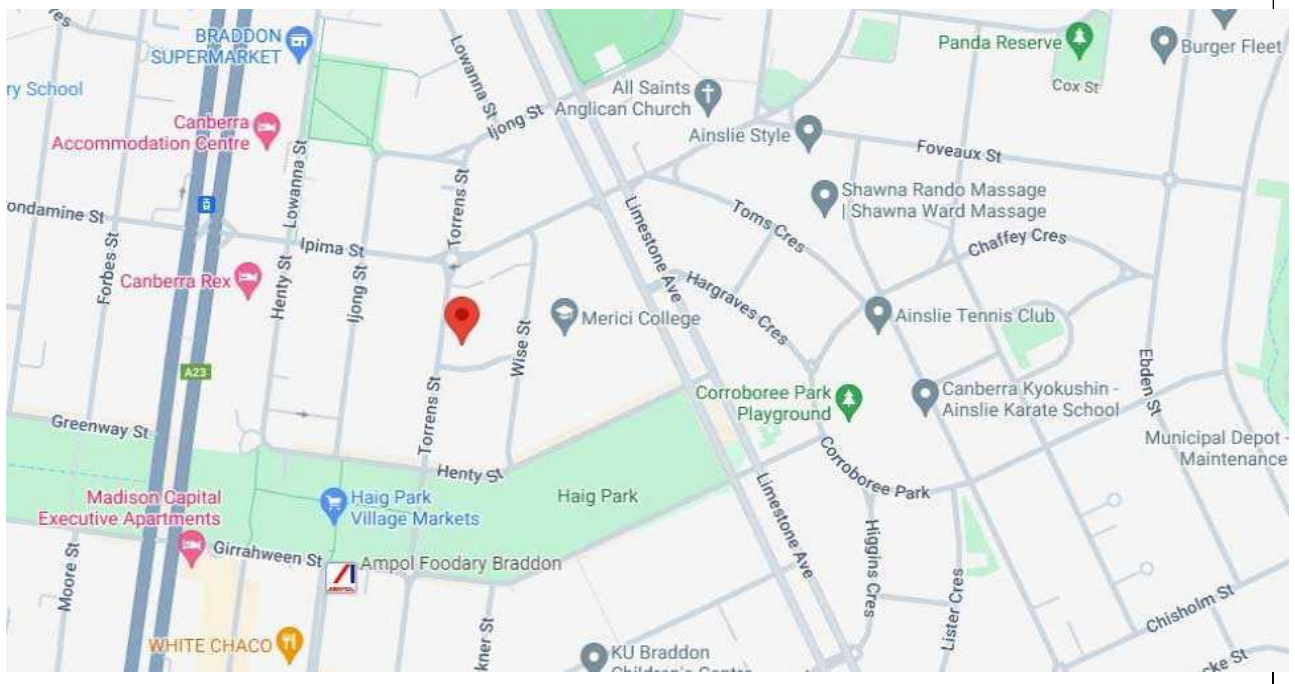 BRADDON
SUPERMARKET
Lowanna St
All Saints
Anglican Church
Panda Reserve
Burger Fleet
Cox St
ry School
Canberra
Accommodation Centre
Ijong St
Ainslie Style
Foveaux St
Lowanna St
Torrens St
Shawna Rando Massage
| Shawna Ward Massage
ondamine St
Forbes St
Ipima St
Limestone Ave
Toms Cres
Chaffey Cres
Canberra Rex
Henty St
Ijong St
Hargraves Cres
Merici College
Ainslie Tennis Club
Wise St
A23
Torrens St
Corroboree Park
Playground
Canberra Kyokushin -
Ainslie Karate School
Ebden St
Greenway St
Henty St
Corroboree Park
Municipal Depot -
Maintenance
Madison Capital
Executive Apartments
Haig Park
Village Markets
Haig Park
Limestone Ave
Higgins Cres
Moore St
Girrahween St
Ampol Foodary Braddon
AMPOL
Lister Cres
Chisholm St
WHITE CHACO
kner St
KU Braddon
cke St